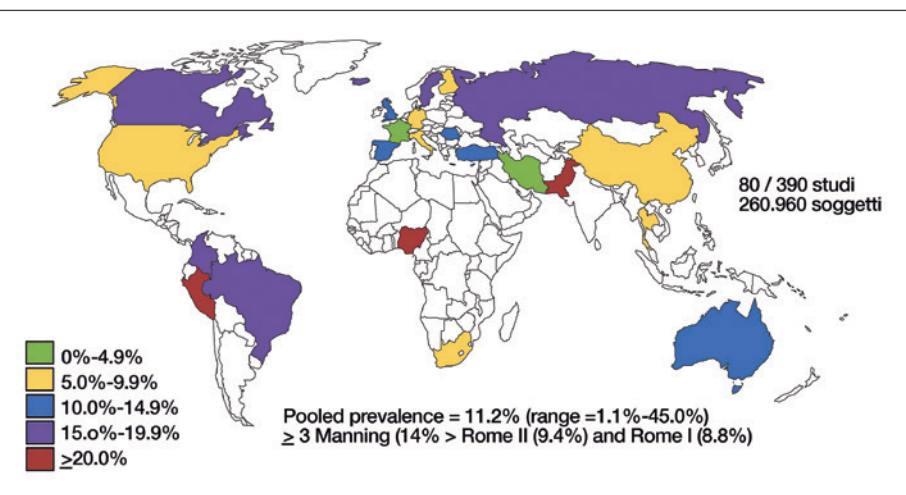 80 / 390 studi
260.960 soggetti
0%-4.9%
5.0%-9.9%
10.0%-14.9%
15.o%-19.9%
≥20.0%
Pooled prevalence = 11.2% (range =1.1%-45.0%)
≥ 3 Manning (14% > Rome II (9.4%) and Rome I (8.8%)